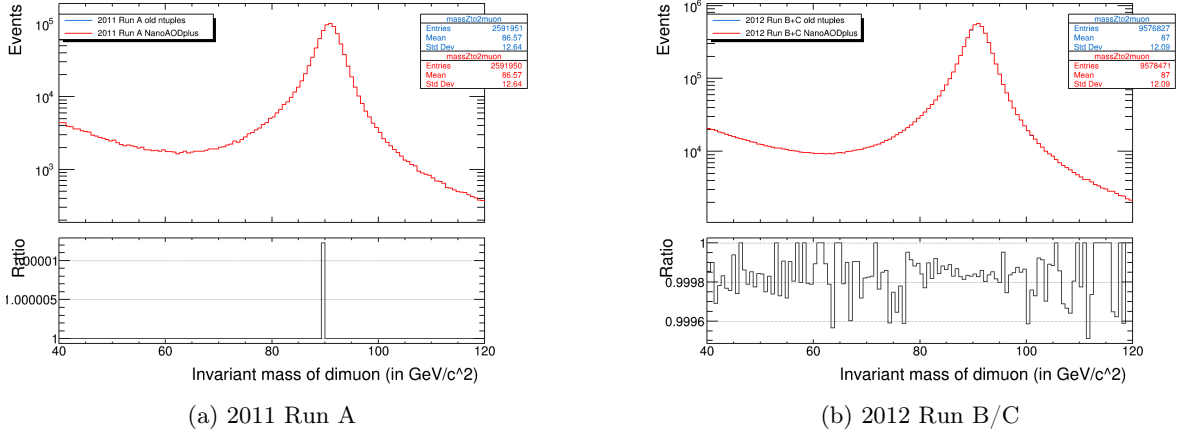 2011 Run A old ntuples
2011 Run A NanoAODplus
massZto2muon
Entries 2591951
Mean 86.57
Std Dev 12.64
massZto2muon
Entries 2591950
Mean 86.57
Std Dev 12.64
Events
10^5
10^4
10^3
Ratio
1.00001
1.000005
1
40 60 80 100 120
Invariant mass of dimuon (in GeV/c^2)
(a) 2011 Run A
2012 Run B+C old ntuples
2012 Run B+C NanoAODplus
massZto2muon
Entries 9576827
Mean 87
Std Dev 12.09
massZto2muon
Entries 9578471
Mean 87
Std Dev 12.09
Events
10^6
10^5
10^4
Ratio
1
0.9998
0.9996
40 60 80 100 120
Invariant mass of dimuon (in GeV/c^2)
(b) 2012 Run B/C